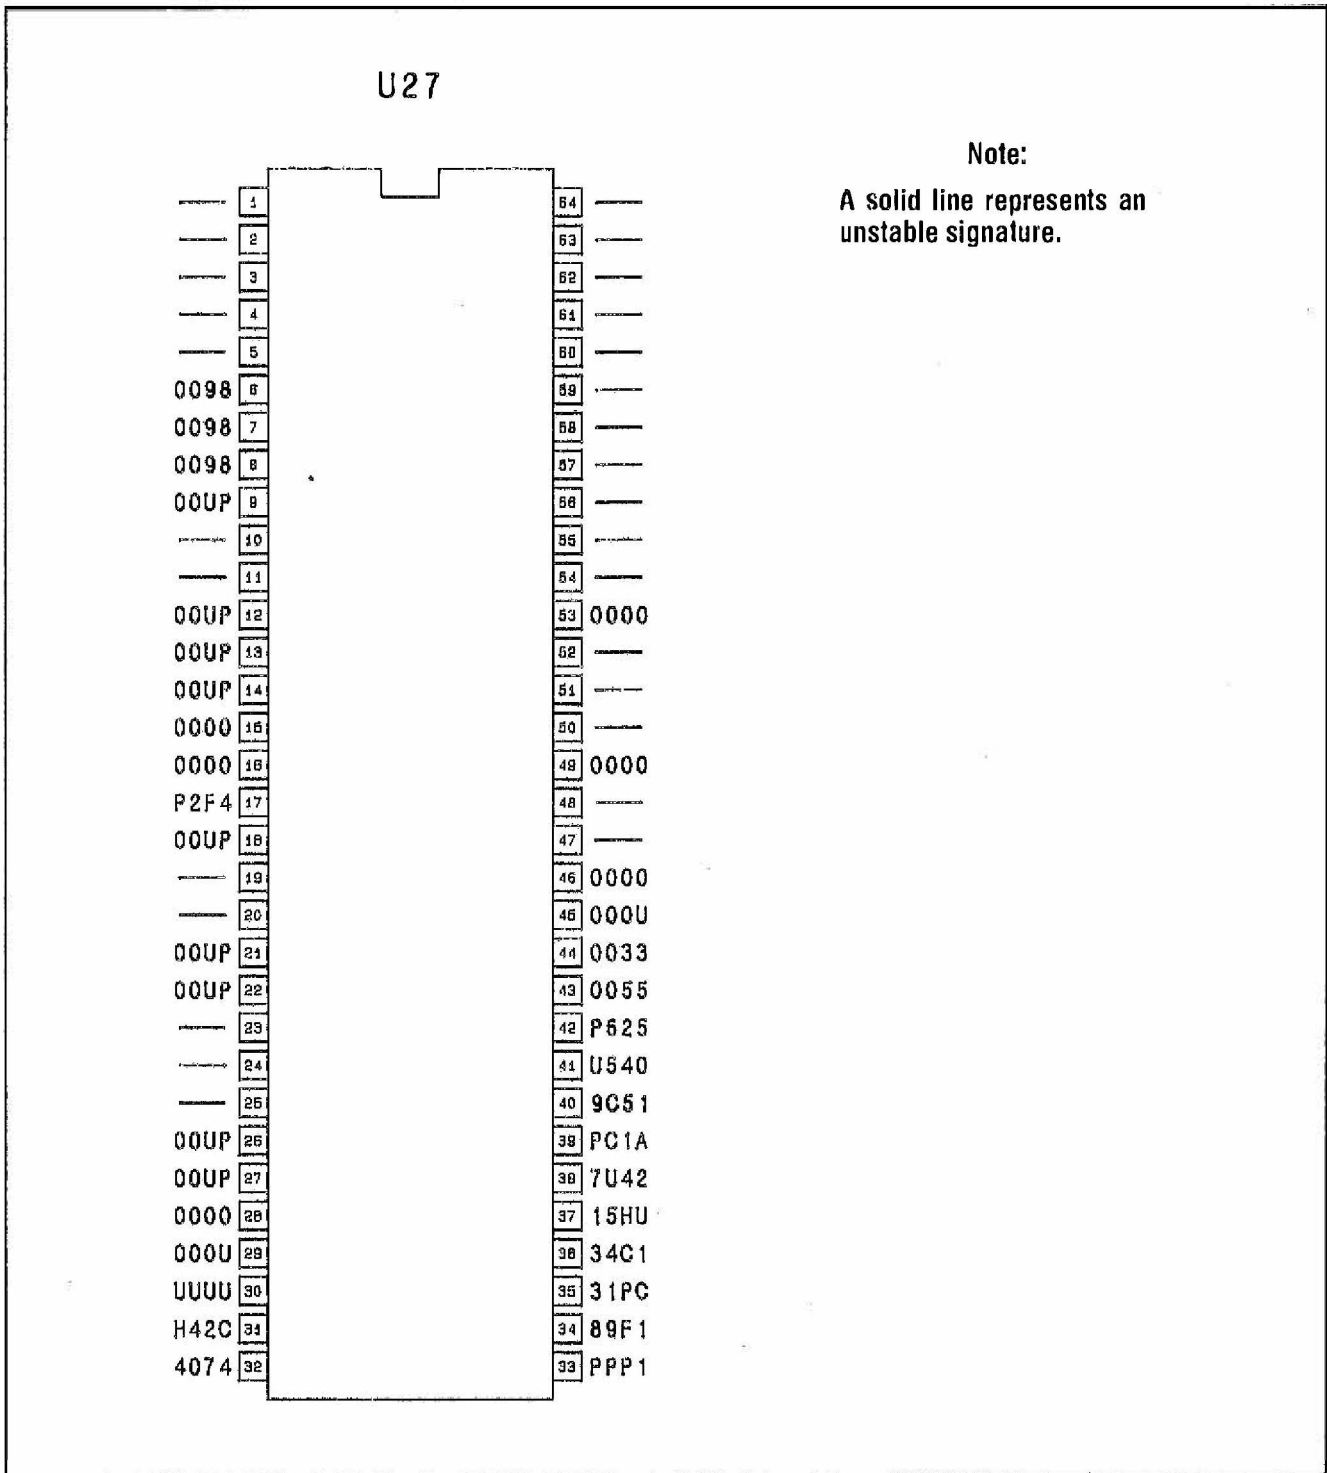 U27
Note:
A solid line represents an
unstable signature.
1 64
2 63
3 62
4 61
5 60
0098 6 59
0098 7 58
0098 8 57
00UP 9 56
10 55
11 54
00UP 12 53 0000
00UP 13 52
00UP 14 51
0000 15 50
0000 16 49 0000
P2F4 17 48
00UP 18 47
19 46 0000
20 45 000U
00UP 21 44 0033
00UP 22 43 0055
23 42 P625
24 41 U540
25 40 9C51
00UP 26 39 PC1A
00UP 27 38 7U42
0000 28 37 15HU
000U 29 36 34C1
UUUU 30 35 31PC
H42C 31 34 89F1
4074 32 33 PPP1